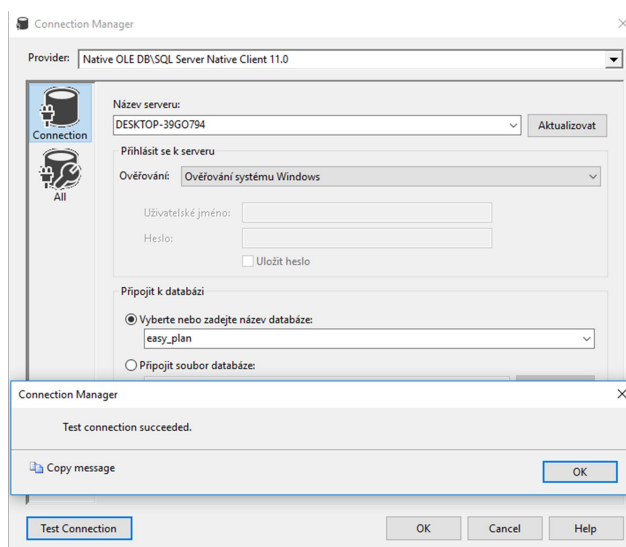 Connection Manager
Provider: Native OLE DB\SQL Server Native Client 11.0
Connection
All
Název serveru:
DESKTOP-39GO794
Aktualizovat
Přihlásit se k serveru
Ověřování: Ověřování systému Windows
Uživatelské jméno:
Heslo:
Uložit heslo
Připojit k databázi
Vyberte nebo zadejte název databáze:
easy_plan
Připojit soubor databáze:
Connection Manager
Test connection succeeded.
Copy message
OK
Test Connection OK Cancel Help